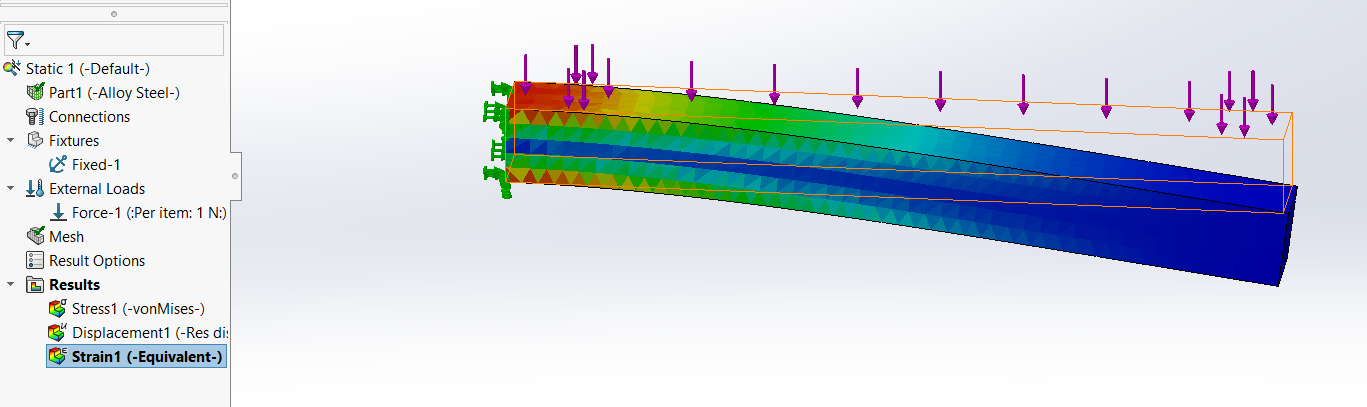 Static 1 (-Default-)
Part1 (-Alloy Steel-)
Connections
Fixtures
Fixed-1
External Loads
Force-1 (:Per item: 1 N:)
Mesh
Result Options
Results
Stress1 (-vonMises-)
Displacement1 (-Res dis
Strain1 (-Equivalent-)